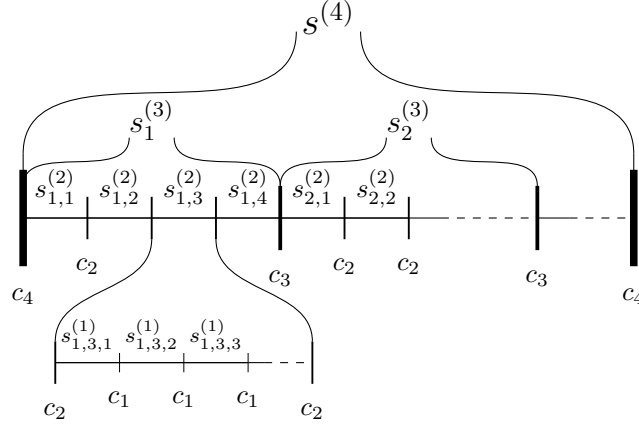 s^{(4)}
s_1^{(3)} s_2^{(3)}
s_{1,1}^{(2)} s_{1,2}^{(2)} s_{1,3}^{(2)} s_{1,4}^{(2)} s_{2,1}^{(2)} s_{2,2}^{(2)}
c_2 c_3 c_2 c_2 c_3
c_4 c_4
s_{1,3,1}^{(1)} s_{1,3,2}^{(1)} s_{1,3,3}^{(1)}
c_2 c_1 c_1 c_1 c_2